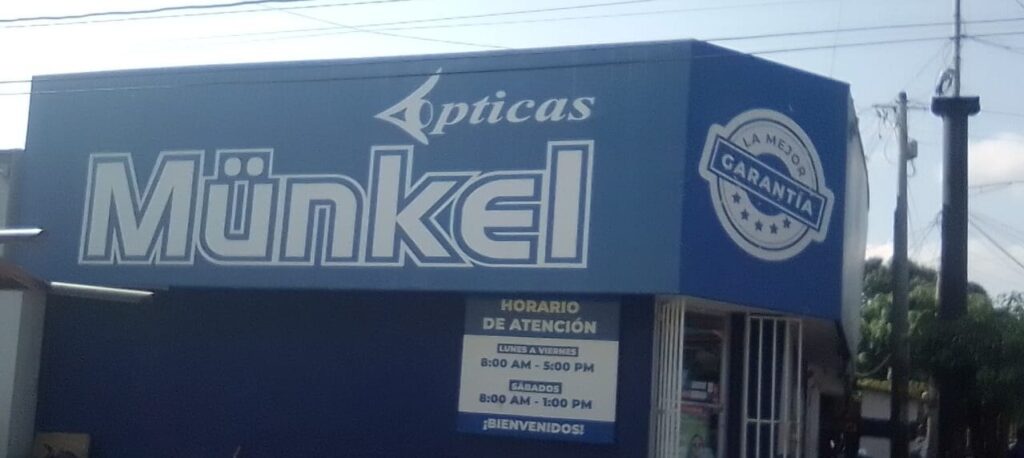 Ópticas
Münkel
LA MEJOR
GARANTÍA
HORARIO
DE ATENCIÓN
LUNES A VIERNES
8:00 AM - 5:00 PM
SÁBADOS
8:00 AM - 1:00 PM
¡BIENVENIDOS!